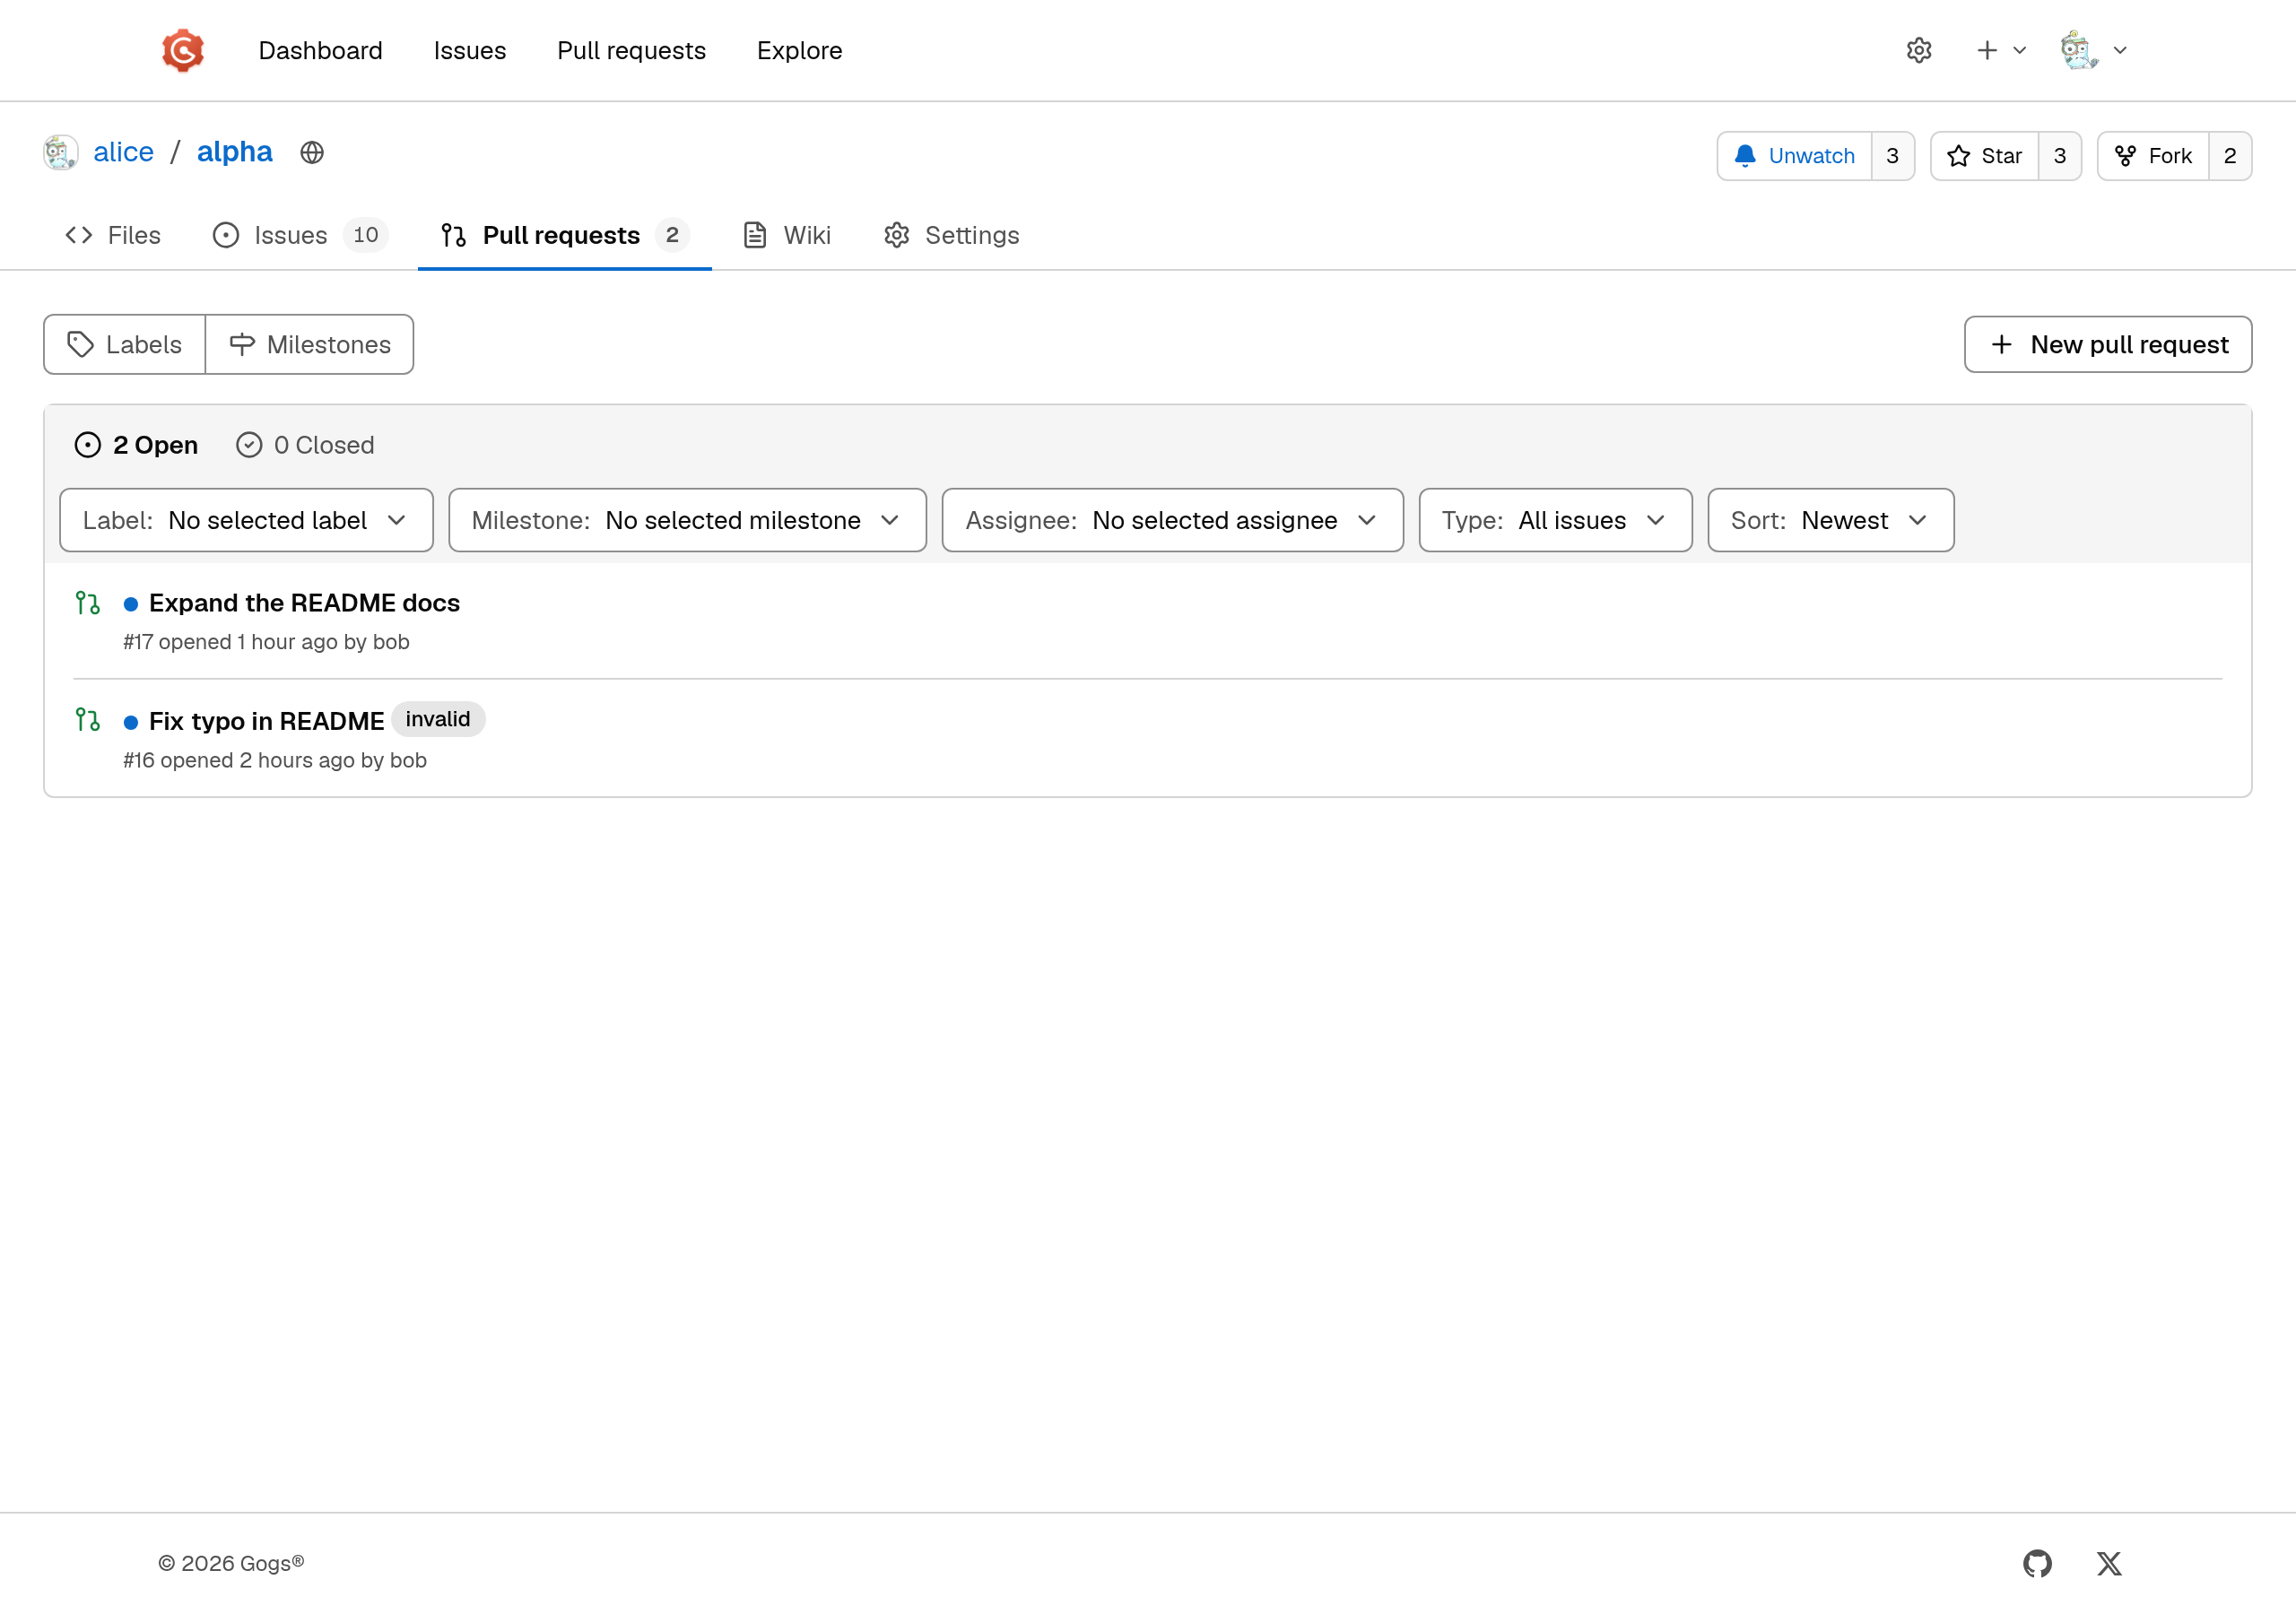 Dashboard Issues Pull requests Explore
alice / alpha Unwatch 3 Star 3 Fork 2
Files Issues 10 Pull requests 2 Wiki Settings
Labels Milestones New pull request
2 Open 0 Closed
Label: No selected label Milestone: No selected milestone Assignee: No selected assignee Type: All issues Sort: Newest
Expand the README docs
#17 opened 1 hour ago by bob
Fix typo in README invalid
#16 opened 2 hours ago by bob
© 2026 Gogs®